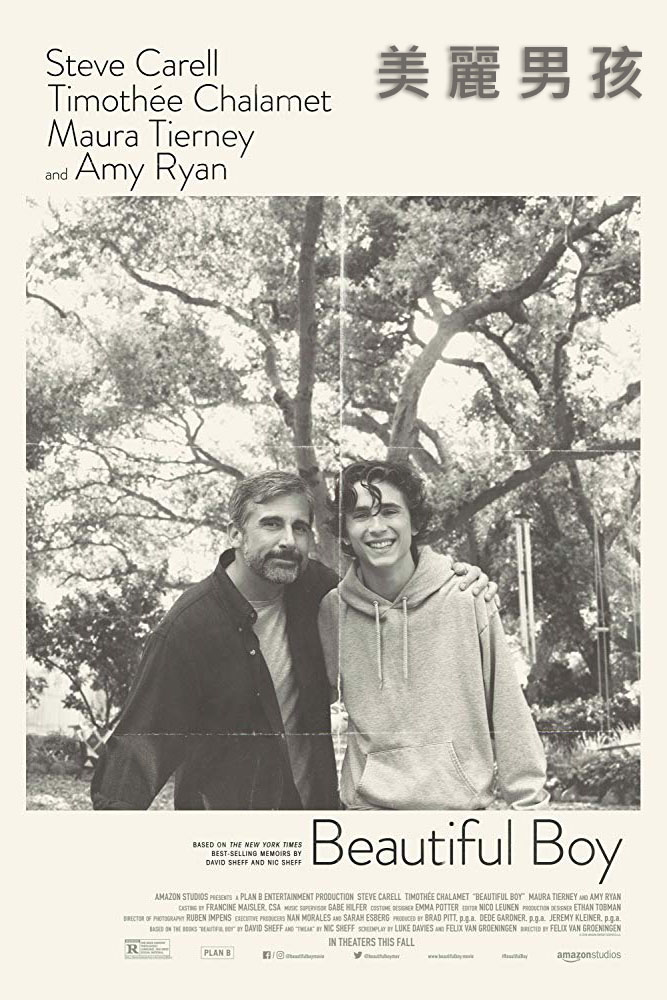 Steve Carell
Timothée Chalamet
Maura Tierney
and Amy Ryan
美麗男孩
BASED ON THE NEW YORK TIMES
BEST-SELLING MEMOIRS BY
DAVID SHEFF AND NIC SHEFF
Beautiful Boy
AMAZON STUDIOS PRESENTS A PLAN B ENTERTAINMENT PRODUCTION STEVE CARELL TIMOTHÉE CHALAMET "BEAUTIFUL BOY" MAURA TIERNEY AND AMY RYAN
CASTING BY FRANCINE MAISLER, CSA MUSIC SUPERVISOR GABE HILFER COSTUME DESIGNER EMMA POTTER EDITOR NICO LEUNEN PRODUCTION DESIGNER ETHAN TOBMAN
DIRECTOR OF PHOTOGRAPHY RUBEN IMPENS EXECUTIVE PRODUCERS NAN MORALES AND SARAH ESBERG PRODUCED BY BRAD PITT, p.g.a. DEDE GARDNER, p.g.a. JEREMY KLEINER, p.g.a.
BASED ON THE BOOKS "BEAUTIFUL BOY" BY DAVID SHEFF AND "TWEAK" BY NIC SHEFF SCREENPLAY BY LUKE DAVIES AND FELIX VAN GROENINGEN DIRECTED BY FELIX VAN GROENINGEN
IN THEATERS THIS FALL
R RESTRICTED
PLAN B
@beautifulboymovie
@beautifulboymov
www.beautifulboy.movie
#BeautifulBoy
amazonstudios